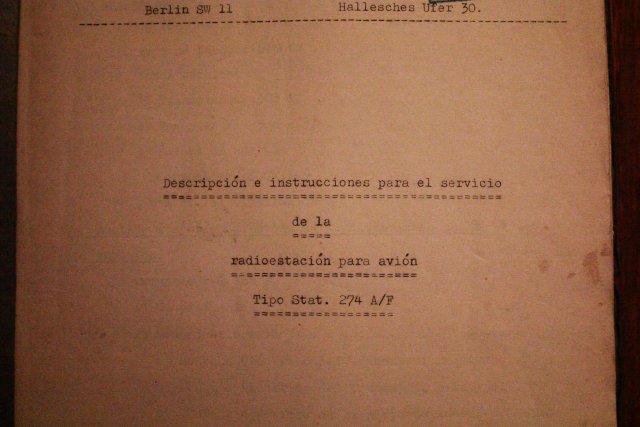 Berlin SW 11 Hallesches Ufer 30.
Descripción e instrucciones para el servicio
de la
radioestación para avión
Tipo Stat. 274 A/F